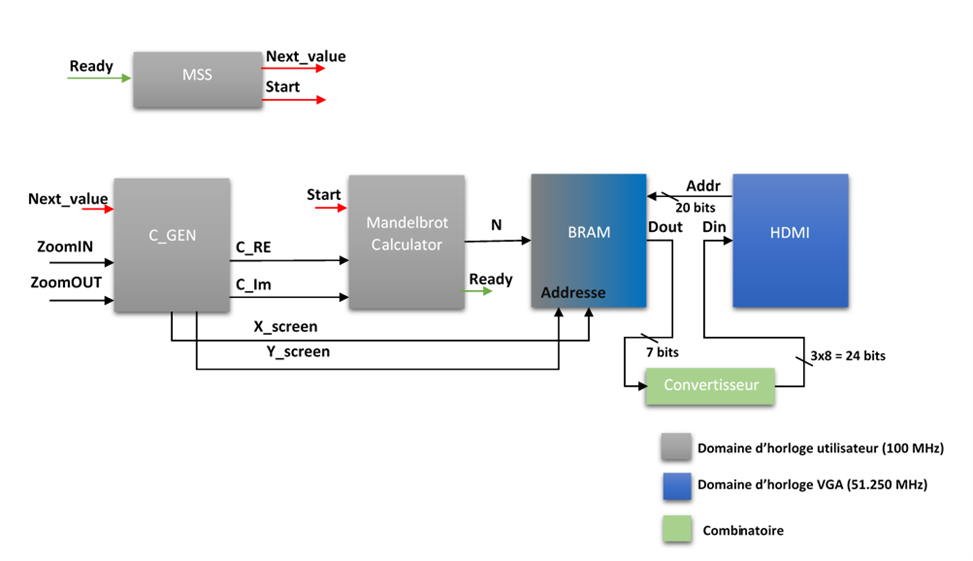 Ready
MSS
Next_value
Start
Next_value
ZoomIN
ZoomOUT
C_GEN
C_RE
C_Im
Start
Mandelbrot
Calculator
N
Ready
BRAM
Addresse
Addr
20 bits
Dout
Din
HDMI
X_screen
Y_screen
7 bits
3x8 = 24 bits
Convertisseur
Domaine d'horloge utilisateur (100 MHz)
Domaine d'horloge VGA (51.250 MHz)
Combinatoire